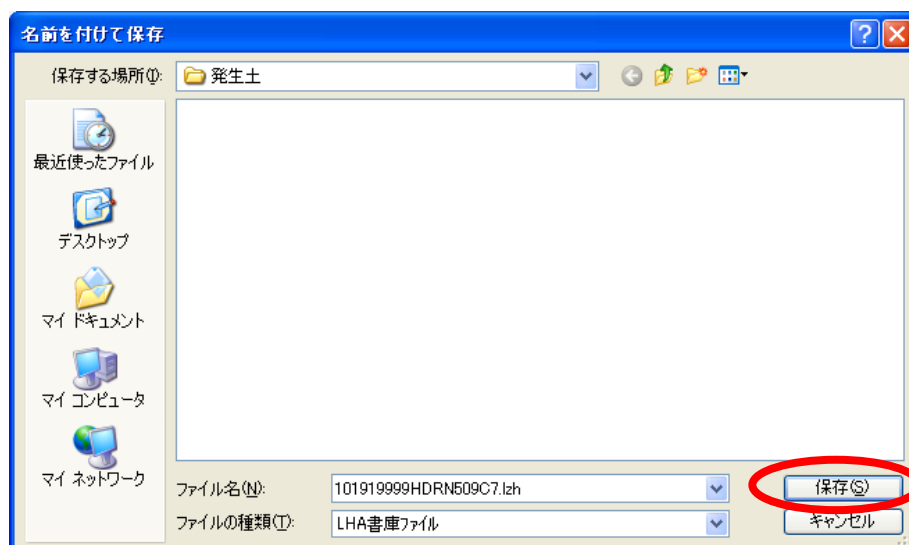 名前を付けて保存
保存する場所(I):
発生土
最近使ったファイル
デスクトップ
マイ ドキュメント
マイ コンピュータ
マイ ネットワーク
ファイル名(N):
101919999HDRN509C7.lzh
保存(S)
ファイルの種類(T):
LHA書庫ファイル
キャンセル